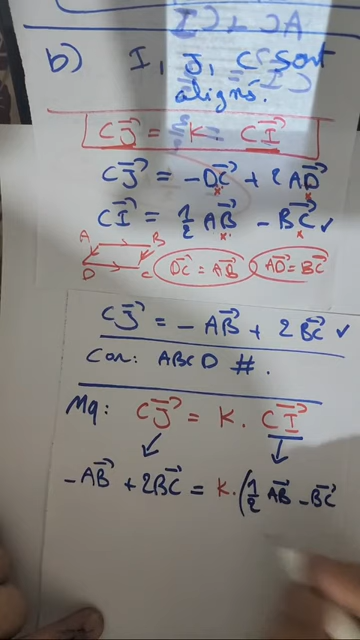 b) I, J, C sont
alignés.
CJ⃗ = K CI⃗
CJ⃗ = -DC⃗ + 2AD⃗
CI⃗ = 1/2 AB⃗ - BC⃗ ✓
A B
D C
DC⃗ = AB⃗ AD⃗ = BC⃗
CJ⃗ = -AB⃗ + 2BC⃗ ✓
Car: ABCD #.
Mq: CJ⃗ = K. CI⃗
-AB⃗ + 2BC⃗ = K.(1/2 AB⃗ - BC⃗